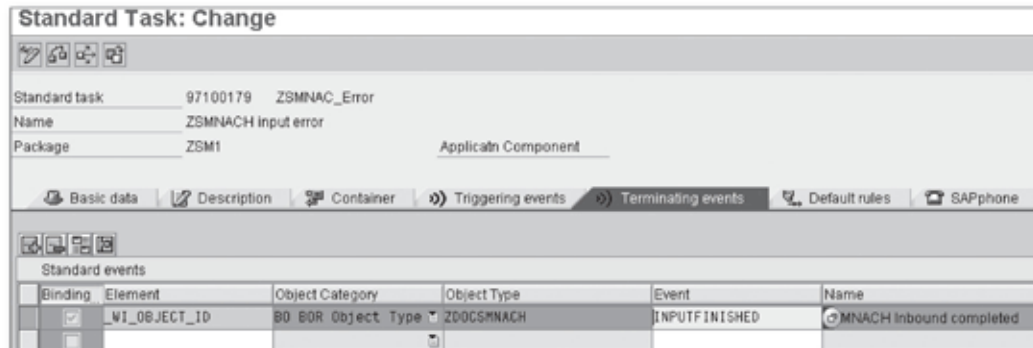 Standard Task: Change
Standard task 97100179 ZSMNAC_Error
Name ZSMNACH input error
Package ZSM1 Applicatn Component
Basic data Description Container Triggering events Terminating events Default rules SAPphone
Standard events
Binding Element Object Category Object Type Event Name
_WI_OBJECT_ID BO BOR Object Type ZDOCSMNACH INPUTFINISHED MNACH Inbound completed